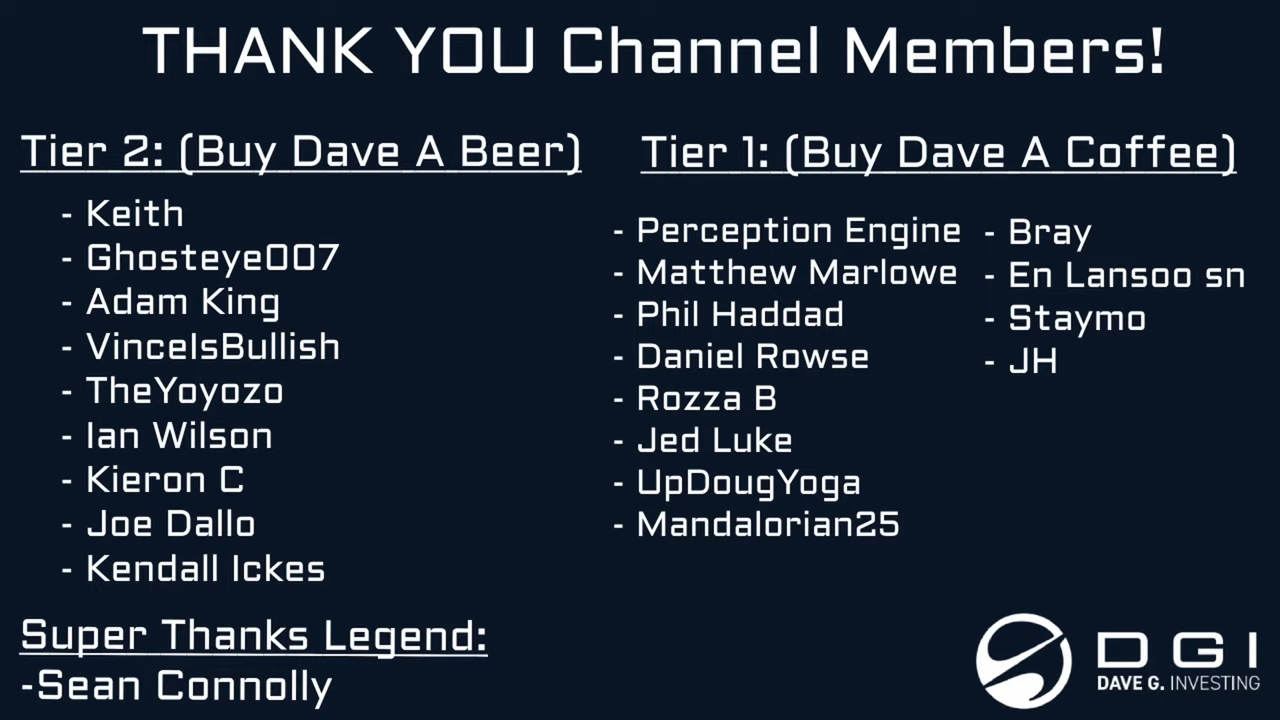 THANK YOU Channel Members!
Tier 2: (Buy Dave A Beer)
- Keith
- Ghosteye007
- Adam King
- VinceIsBullish
- TheYoyozo
- Ian Wilson
- Kieron C
- Joe Dallo
- Kendall Ickes
Tier 1: (Buy Dave A Coffee)
- Perception Engine
- Matthew Marlowe
- Phil Haddad
- Daniel Rowse
- Rozza B
- Jed Luke
- UpDougYoga
- Mandalorian25
- Bray
- En Lansoo sn
- Staymo
- JH
Super Thanks Legend:
-Sean Connolly
DGI
DAVE G. INVESTING